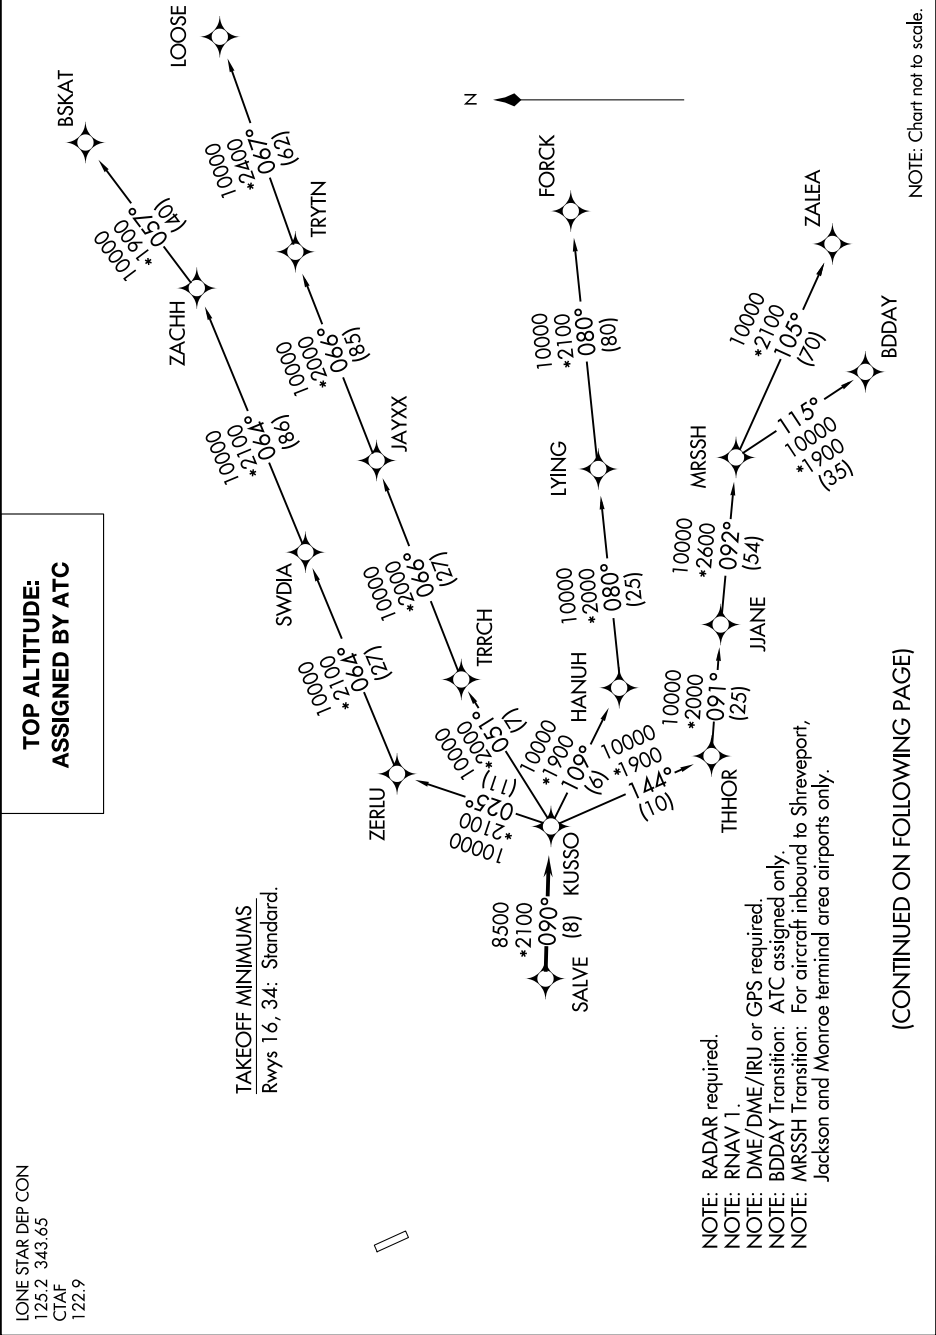 LONE STAR DEP CON
125.2 343.65
CTAF
122.9
TOP ALTITUDE:
ASSIGNED BY ATC
TAKEOFF MINIMUMS
Rwys 16, 34: Standard.
BSKAT
10000
*1900
057°
(40)
ZACHH
10000
*2100
064°
(86)
SWDIA
10000
*2100
064°
(27)
ZERLU
10000
*2100
025°
(11)
LOOSE
10000
*2400
067°
(62)
TRYTN
10000
*2000
066°
(85)
JAYXX
10000
*2000
066°
(27)
TRRCH
10000
*2000
051°
(7)
N
FORCK
10000
*2100
080°
(80)
LYING
10000
*2000
080°
(25)
HANUH
10000
*1900
109°
(6)
8500
*2100
090°
(8)
SALVE
KUSSO
10000
*1900
144°
(10)
THHOR
10000
*2000
091°
(25)
JJANE
10000
*2600
092°
(54)
MRSSH
10000
*2100
105°
(70)
ZALEA
115°
10000
*1900
(35)
BDDAY
NOTE: RADAR required.
NOTE: RNAV 1.
NOTE: DME/DME/IRU or GPS required.
NOTE: BDDAY Transition: ATC assigned only.
NOTE: MRSSH Transition: For aircraft inbound to Shreveport,
Jackson and Monroe terminal area airports only.
(CONTINUED ON FOLLOWING PAGE)
NOTE: Chart not to scale.